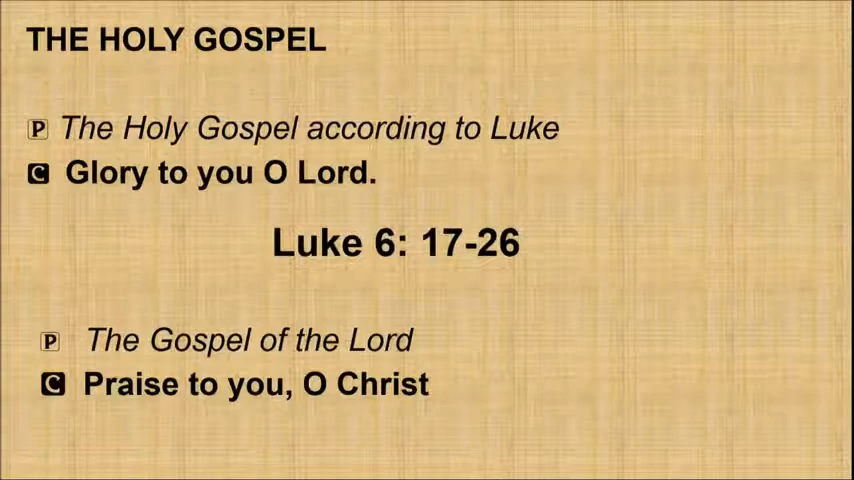 THE HOLY GOSPEL
P The Holy Gospel according to Luke
C Glory to you O Lord.
Luke 6: 17-26
P The Gospel of the Lord
C Praise to you, O Christ